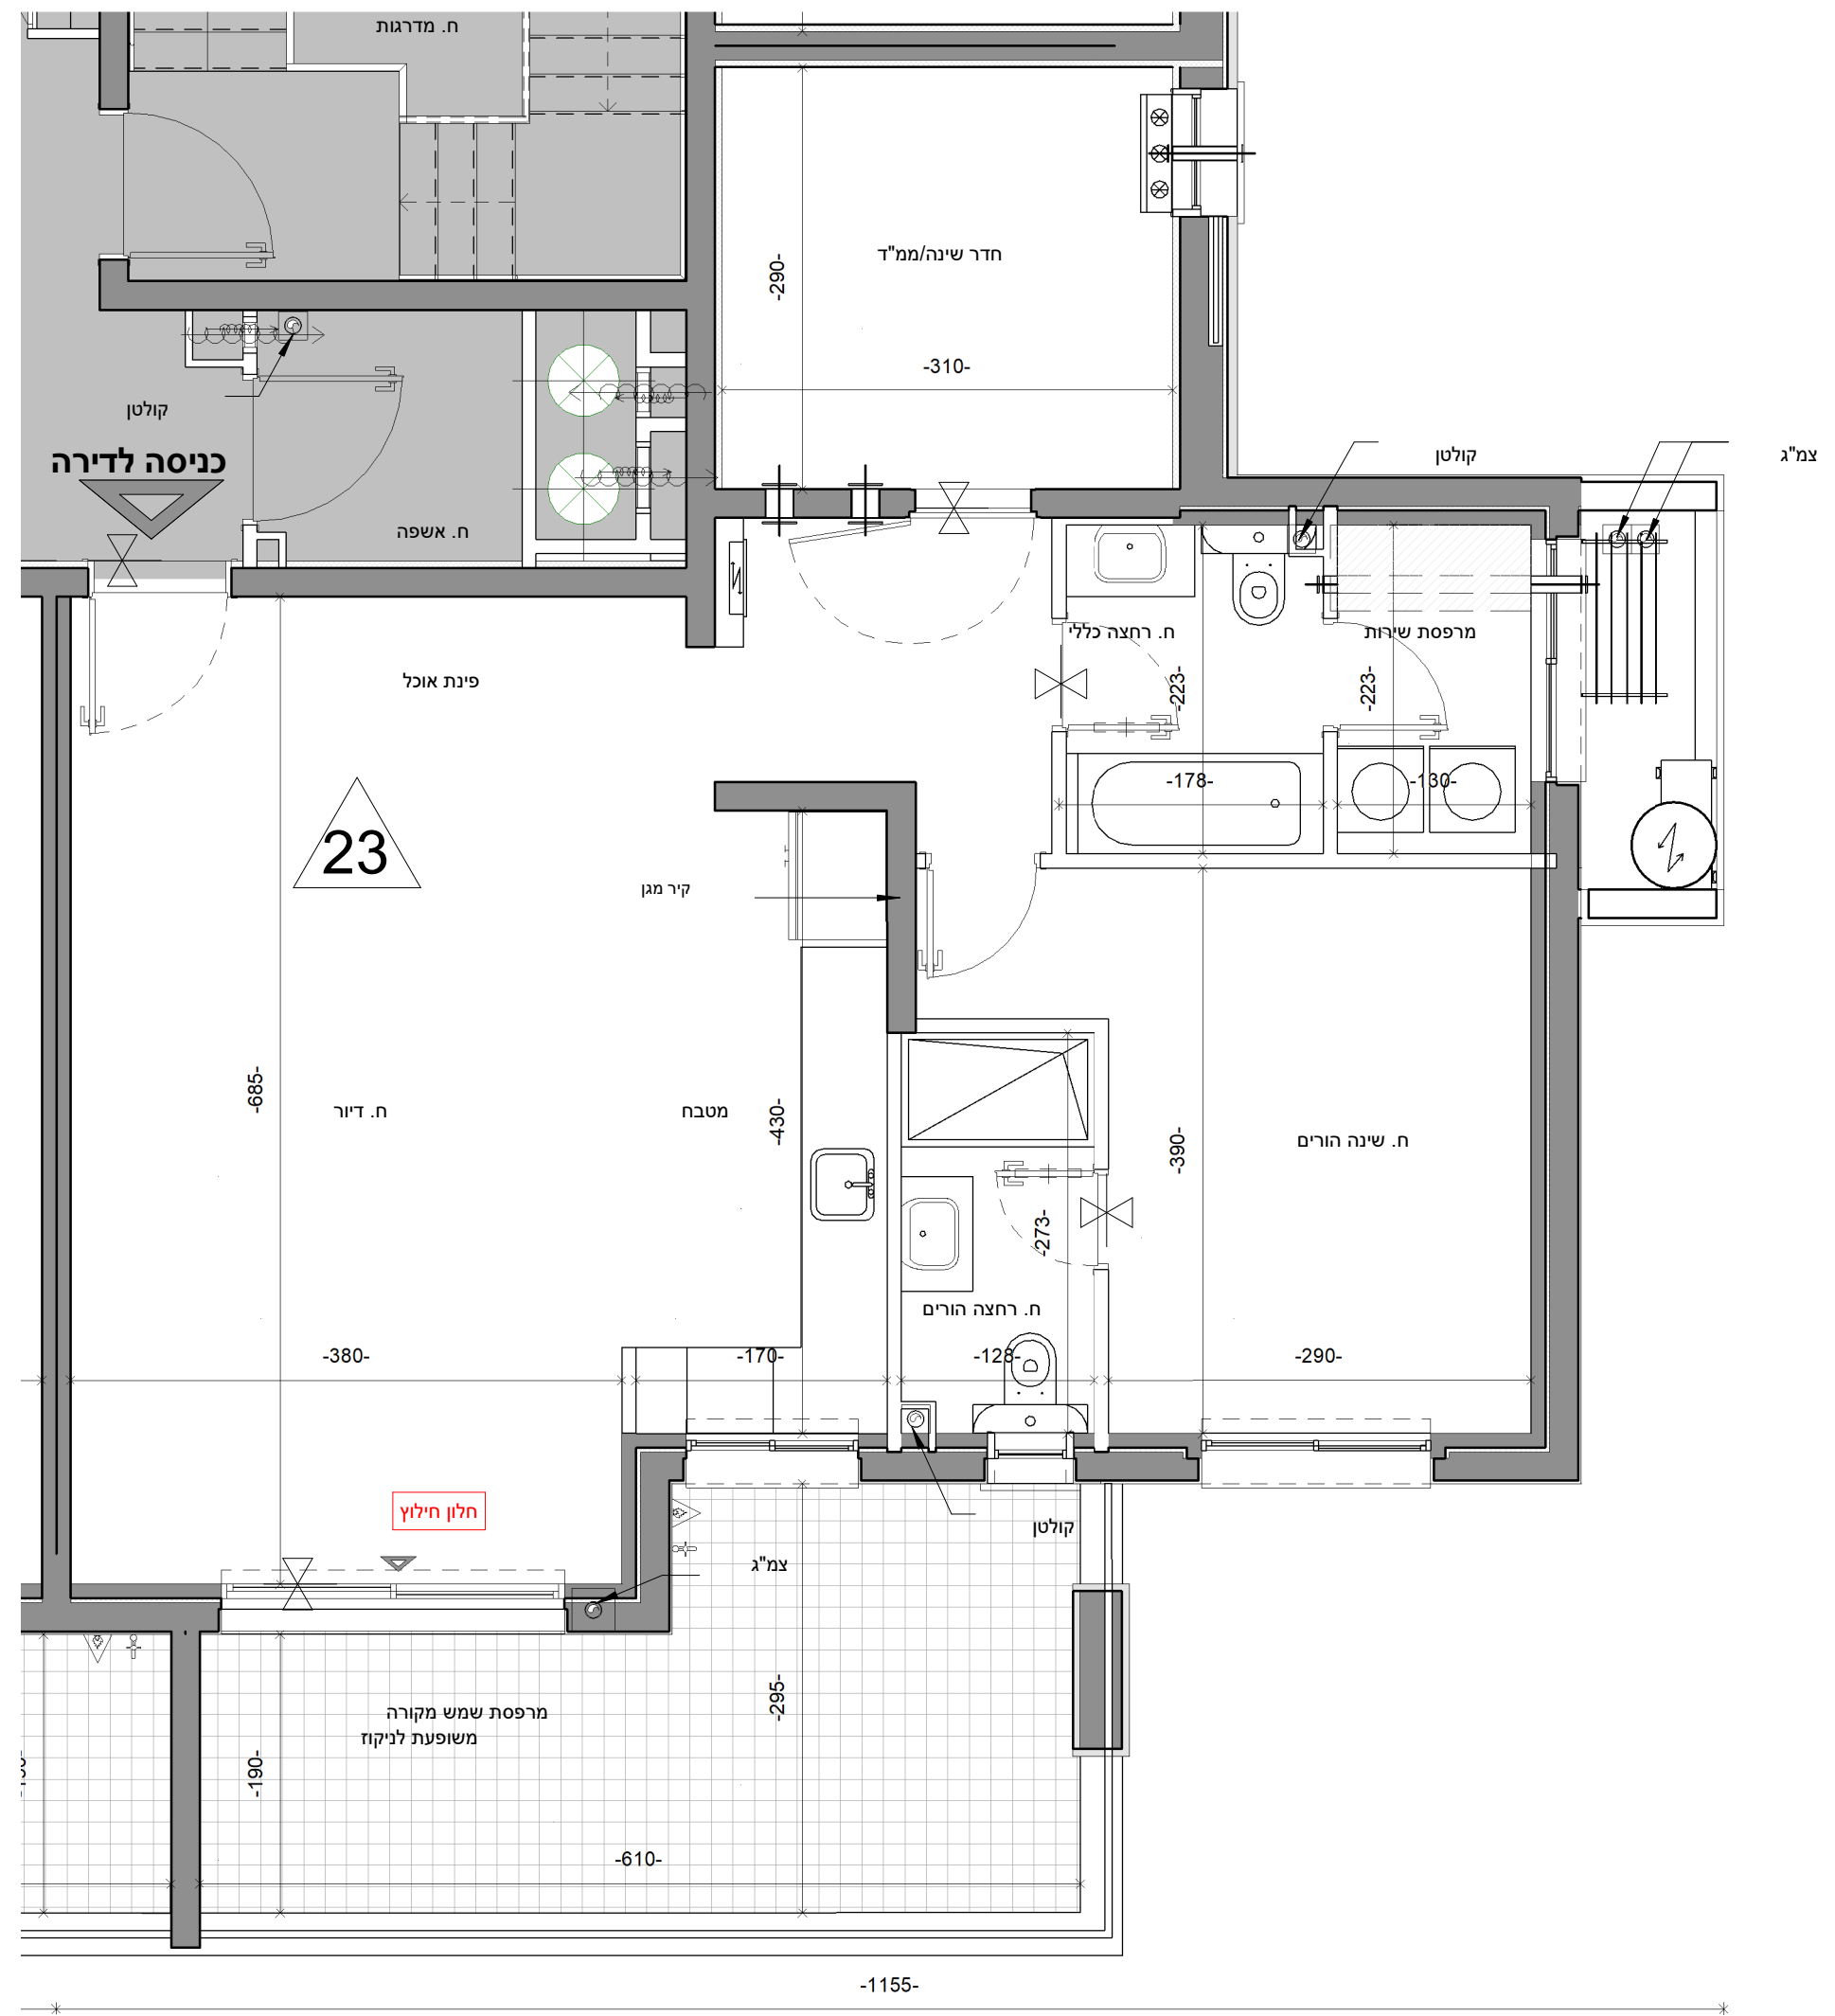 ח. מדרגות
חדר שינה/ממ"ד
-290-
-310-
קולטן
כניסה לדירה
קולטן
צמ"ג
ח. אשפה
ח. רחצה כללי
מרפסת שירות
פינת אוכל
-223-
-223-
-178-
-130-
23
קיר מגן
-685-
ח. דיור
מטבח
-430-
-390-
ח. שינה הורים
-273-
ח. רחצה הורים
-380-
-170-
-128-
-290-
חלון חילוץ
קולטן
צמ"ג
-295-
מרפסת שמש מקורה
משופעת לניקוז
-190-
-610-
-1155-